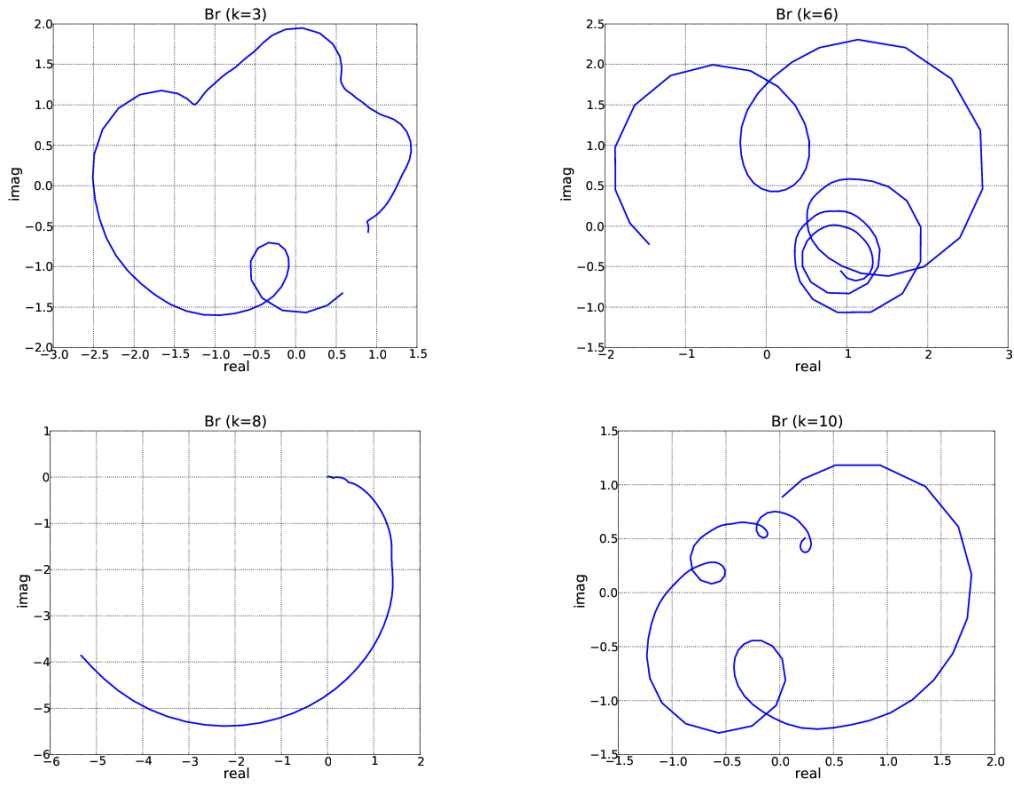 Br (k=3)
2.0
1.5
1.0
0.5
0.0
−0.5
−1.0
−1.5
−2.0
−3.0 −2.5 −2.0 −1.5 −1.0 −0.5 0.0 0.5 1.0 1.5
real
imag
Br (k=6)
2.5
2.0
1.5
1.0
0.5
0.0
−0.5
−1.0
−1.5
−2 −1 0 1 2 3
real
imag
Br (k=8)
1
0
−1
−2
−3
−4
−5
−6
−6 −5 −4 −3 −2 −1 0 1 2
real
imag
Br (k=10)
1.5
1.0
0.5
0.0
−0.5
−1.0
−1.5
−1.5 −1.0 −0.5 0.0 0.5 1.0 1.5 2.0
real
imag